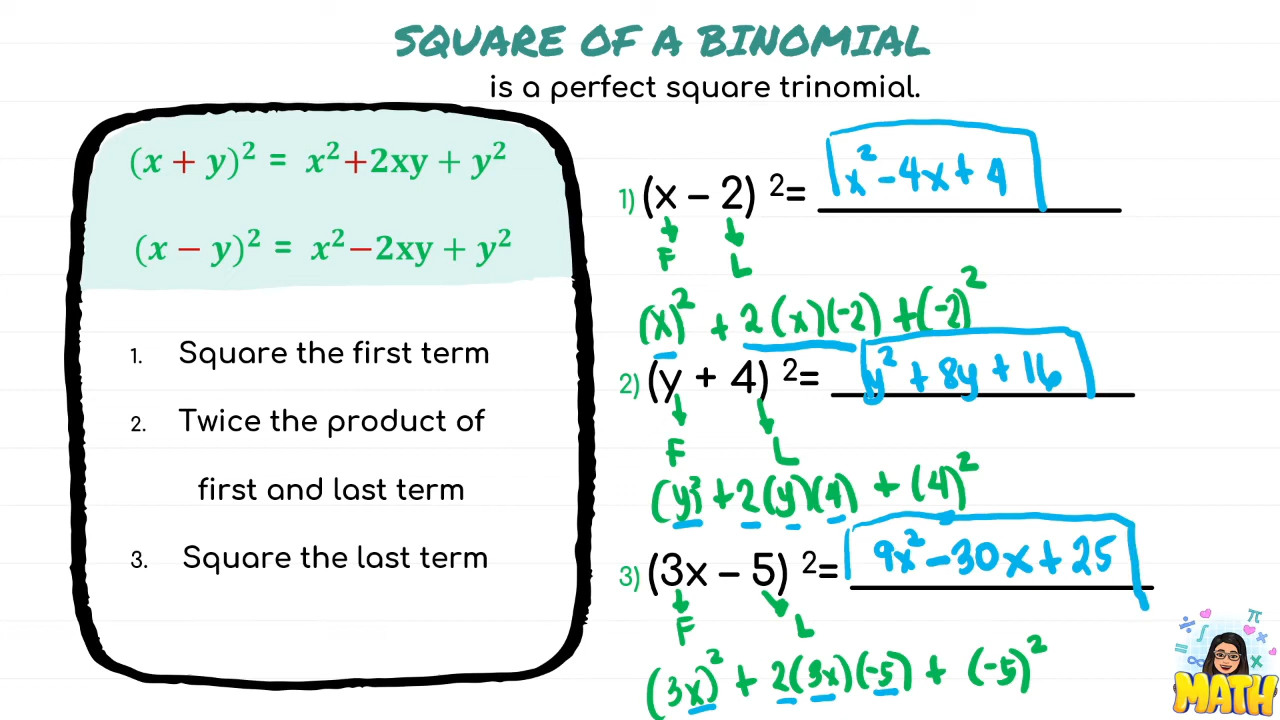 SQUARE OF A BINOMIAL
is a perfect square trinomial.
(x + y)² = x²+2xy + y²
(x − y)² = x²−2xy + y²
1. Square the first term
2. Twice the product of
first and last term
3. Square the last term
1) (x − 2) ²= x² - 4x + 4
F L
(x)² + 2 (x)(-2) + (-2)²
2) (y + 4) ²= y² + 8y + 16
F L
(y)² + 2 (y)(4) + (4)²
3) (3x − 5) ²= 9x² - 30x + 25
F L
(3x)² + 2(3x)(-5) + (-5)²
÷ π
∫
= ∞ ×
MATH